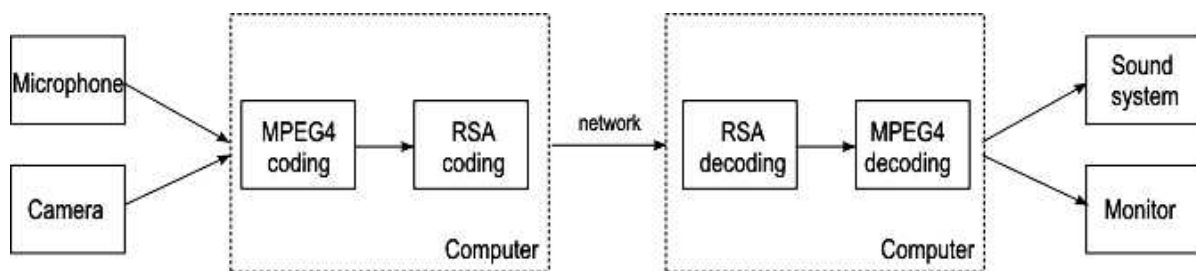 Microphone
Camera
MPEG4
coding
RSA
coding
Computer
network
RSA
decoding
MPEG4
decoding
Computer
Sound
system
Monitor